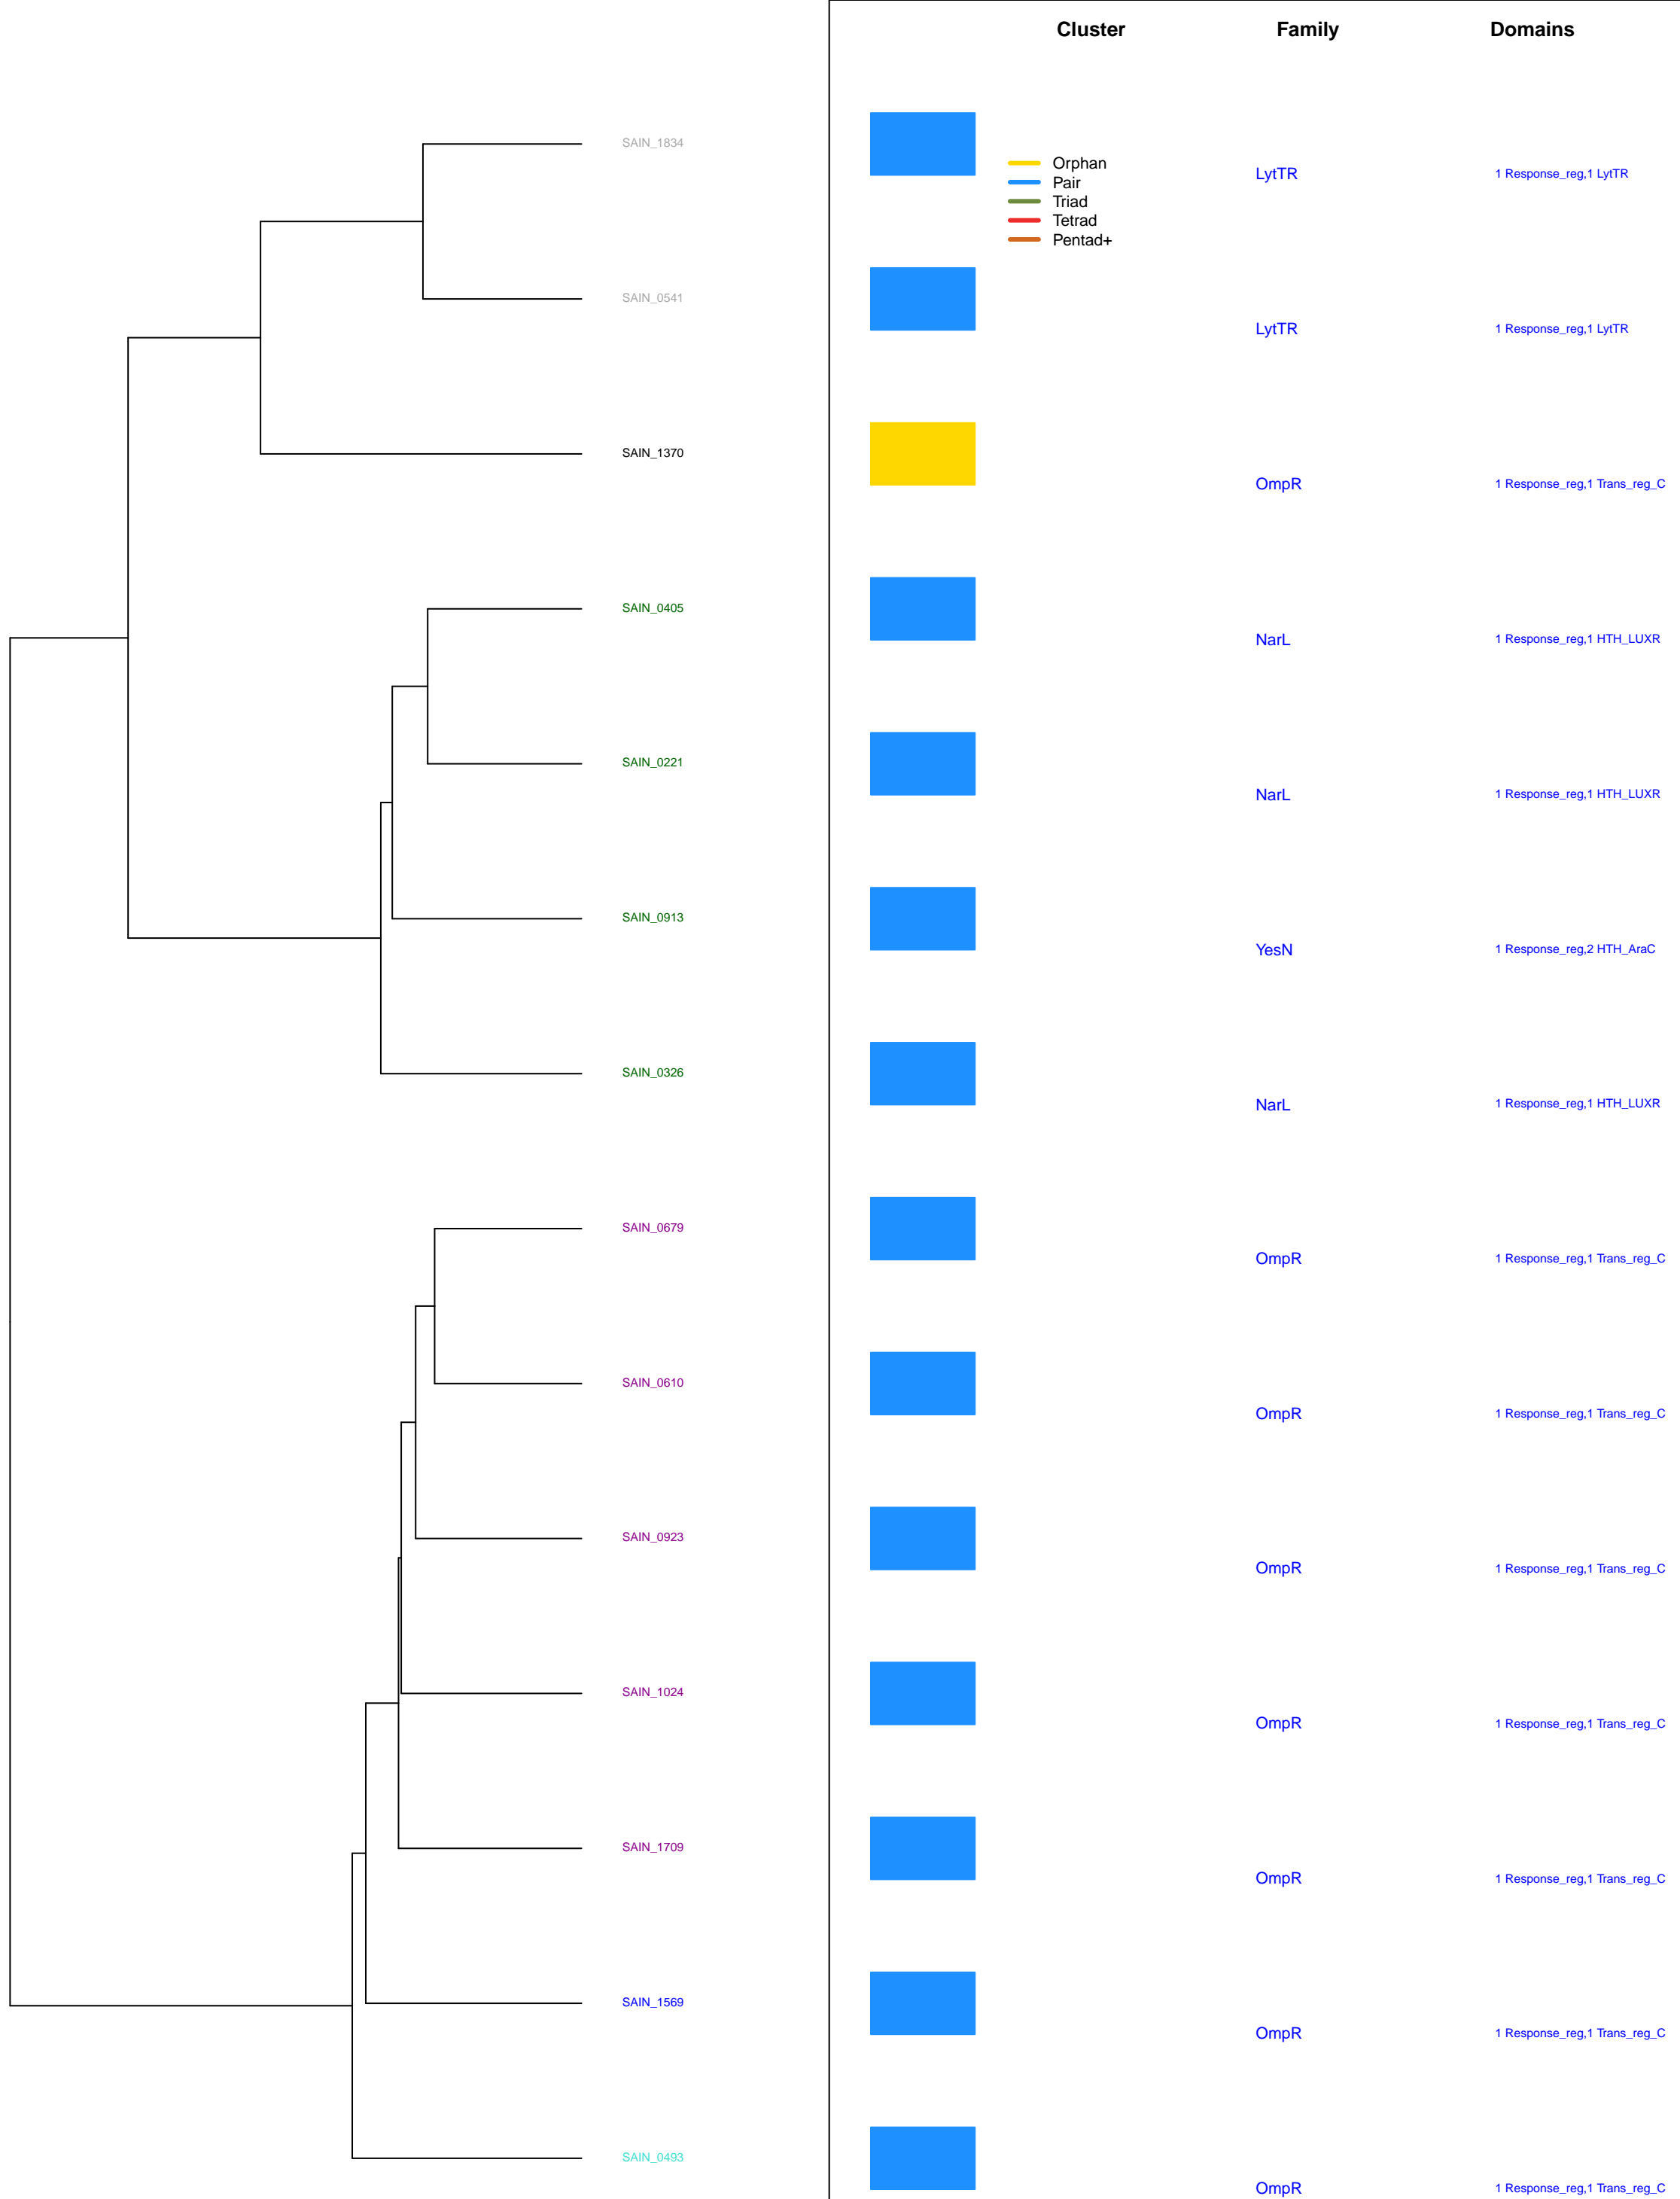 Cluster Family Domains
SAIN_1834
Orphan
Pair
Triad
Tetrad
Pentad+
LytTR 1 Response_reg,1 LytTR
SAIN_0541
LytTR 1 Response_reg,1 LytTR
SAIN_1370
OmpR 1 Response_reg,1 Trans_reg_C
SAIN_0405
NarL 1 Response_reg,1 HTH_LUXR
SAIN_0221
NarL 1 Response_reg,1 HTH_LUXR
SAIN_0913
YesN 1 Response_reg,2 HTH_AraC
SAIN_0326
NarL 1 Response_reg,1 HTH_LUXR
SAIN_0679
OmpR 1 Response_reg,1 Trans_reg_C
SAIN_0610
OmpR 1 Response_reg,1 Trans_reg_C
SAIN_0923
OmpR 1 Response_reg,1 Trans_reg_C
SAIN_1024
OmpR 1 Response_reg,1 Trans_reg_C
SAIN_1709
OmpR 1 Response_reg,1 Trans_reg_C
SAIN_1569
OmpR 1 Response_reg,1 Trans_reg_C
SAIN_0493
OmpR 1 Response_reg,1 Trans_reg_C